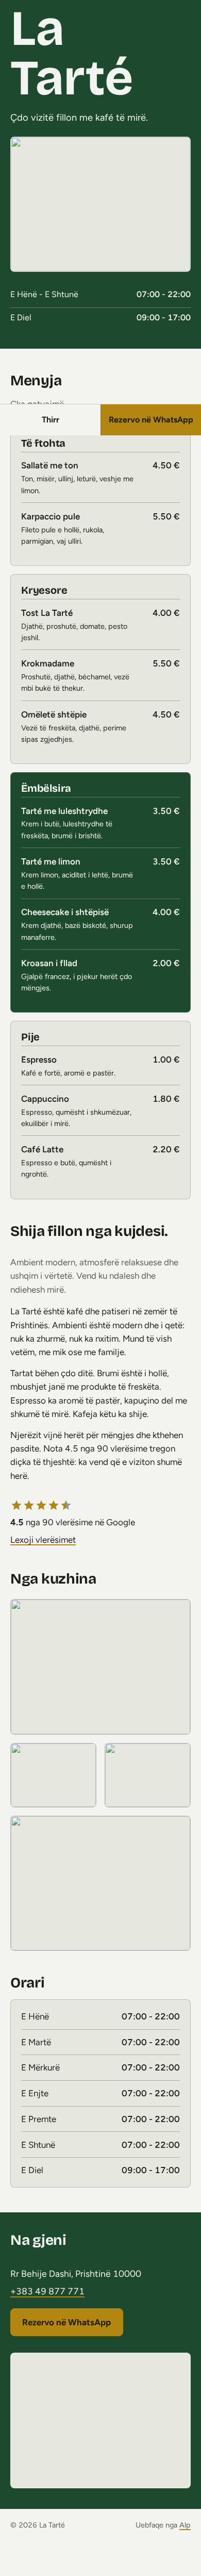 La
Tarté
Çdo vizitë fillon me kafé të mirë.
E Hënë - E Shtunë 07:00 - 22:00
E Diel 09:00 - 17:00
Menyja
Thirr
Rezervo në WhatsApp
Të ftohta
Sallatë me ton 4.50 €
Ton, misër, ullinj, leturë, veshje me
limon.
Karpaccio pule 5.50 €
Fileto pule e hollë, rukola,
parmigian, vaj ulliri.
Kryesore
Tost La Tarté 4.00 €
Djathë, proshutë, domate, pesto
jeshil.
Krokmadame 5.50 €
Proshutë, djathë, béchamel, vezë
mbi bukë të thekur.
Omëletë shtëpie 4.50 €
Vezë të freskëta, djathë, perime
sipas zgjedhjes.
Ëmbëlsira
Tarté me luleshtrydhe 3.50 €
Krem i butë, luleshtrydhe të
freskëta, brumë i brishtë.
Tarté me limon 3.50 €
Krem limon, aciditet i lehtë, brumë
e hollë.
Cheesecake i shtëpisë 4.00 €
Krem djathë, bazë biskotë, shurup
manaferre.
Kroasan i fllad 2.00 €
Gjalpë francez, i pjekur herët çdo
mëngjes.
Pije
Espresso 1.00 €
Kafé e fortë, aromë e pastër.
Cappuccino 1.80 €
Espresso, qumësht i shkumëzuar,
ekuilibër i mirë.
Café Latte 2.20 €
Espresso e butë, qumësht i
ngrohtë.
Shija fillon nga kujdesi.
Ambient modern, atmosferë relaksuese dhe
ushqim i vërtetë. Vend ku ndalesh dhe
ndiehesh mirë.
La Tarté është kafé dhe patiseri në zemër të
Prishtinës. Ambienti është modern dhe i qetë:
nuk ka zhurmë, nuk ka nxitim. Mund të vish
vetëm, me mik ose me familje.
Tartat bëhen çdo ditë. Brumi është i hollë,
mbushjet janë me produkte të freskëta.
Espresso ka aromë të pastër, kapuçino del me
shkumë të mirë. Kafeja këtu ka shije.
Njerëzit vijnë herët për mëngjes dhe kthehen
pasdite. Nota 4.5 nga 90 vlerësime tregon
diçka të thjeshtë: ka vend që e viziton shumë
herë.
4.5 nga 90 vlerësime në Google
Lexoji vlerësimet
Nga kuzhina
Orari
E Hënë 07:00 - 22:00
E Martë 07:00 - 22:00
E Mërkurë 07:00 - 22:00
E Enjte 07:00 - 22:00
E Premte 07:00 - 22:00
E Shtunë 07:00 - 22:00
E Diel 09:00 - 17:00
Na gjeni
Rr Behije Dashi, Prishtinë 10000
+383 49 877 771
Rezervo në WhatsApp
© 2026 La Tarté
Uebfaqe nga Alp